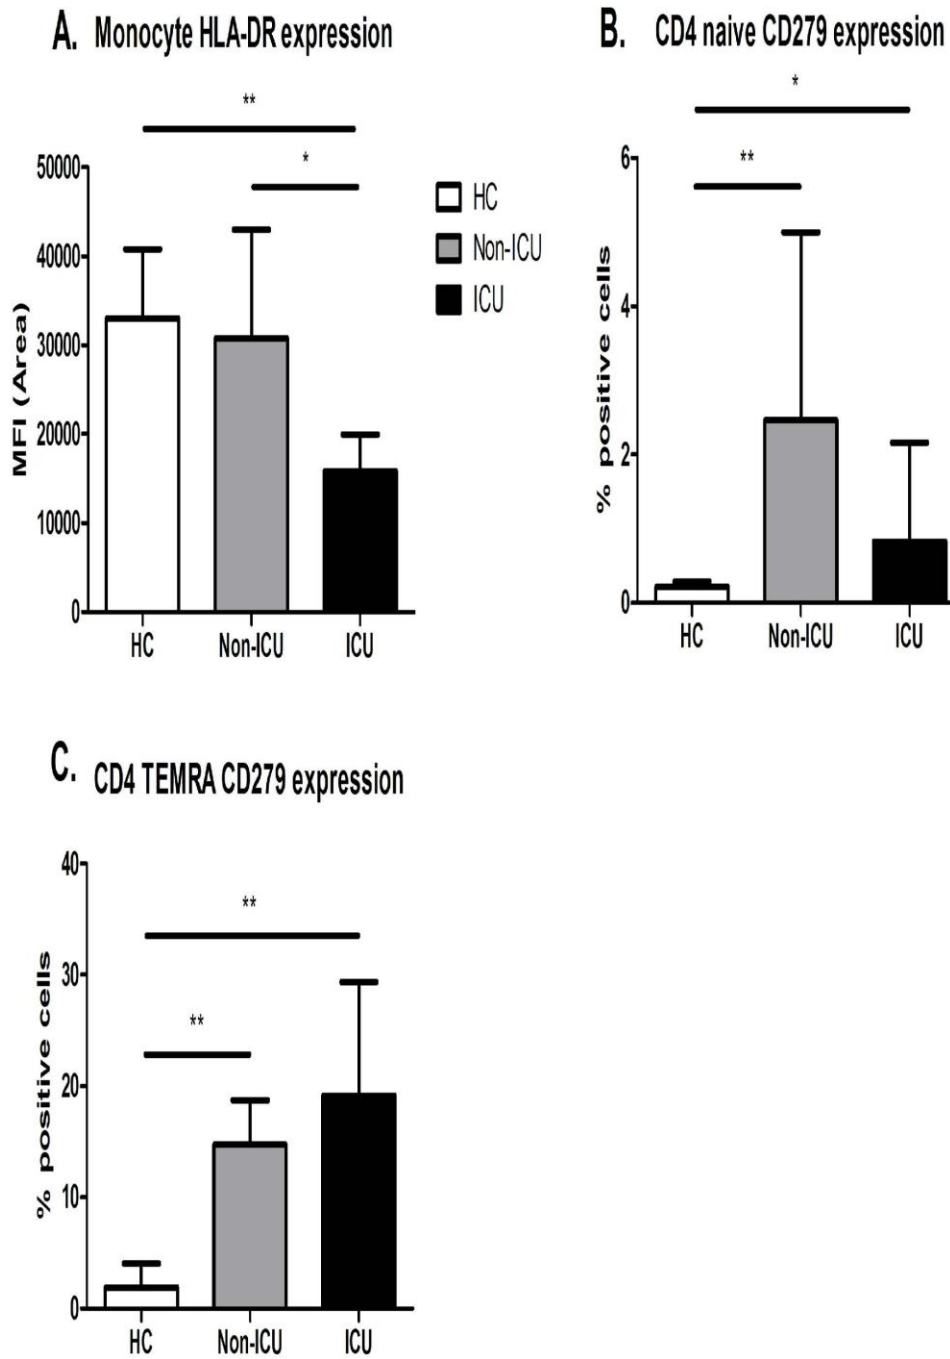 A. Monocyte HLA-DR expression
**
*
50000
40000
30000
20000
10000
0
MFI (Area)
HC
Non-ICU
ICU
HC
Non-ICU
ICU
B. CD4 naive CD279 expression
*
**
6
4
2
0
% positive cells
HC
Non-ICU
ICU
C. CD4 TEMRA CD279 expression
**
**
40
30
20
10
0
% positive cells
HC
Non-ICU
ICU